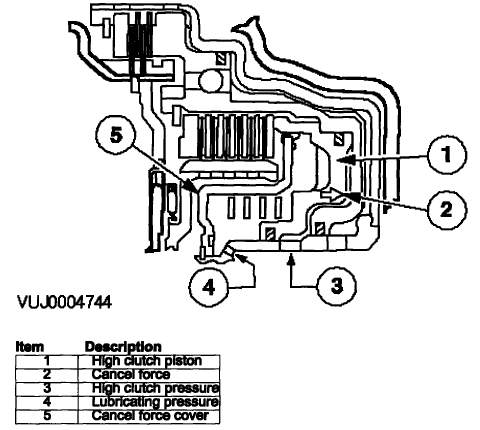 5
1
2
4
3
VUJ0004744
Item Description
1 High clutch piston
2 Cancel force
3 High clutch pressure
4 Lubricating pressure
5 Cancel force cover